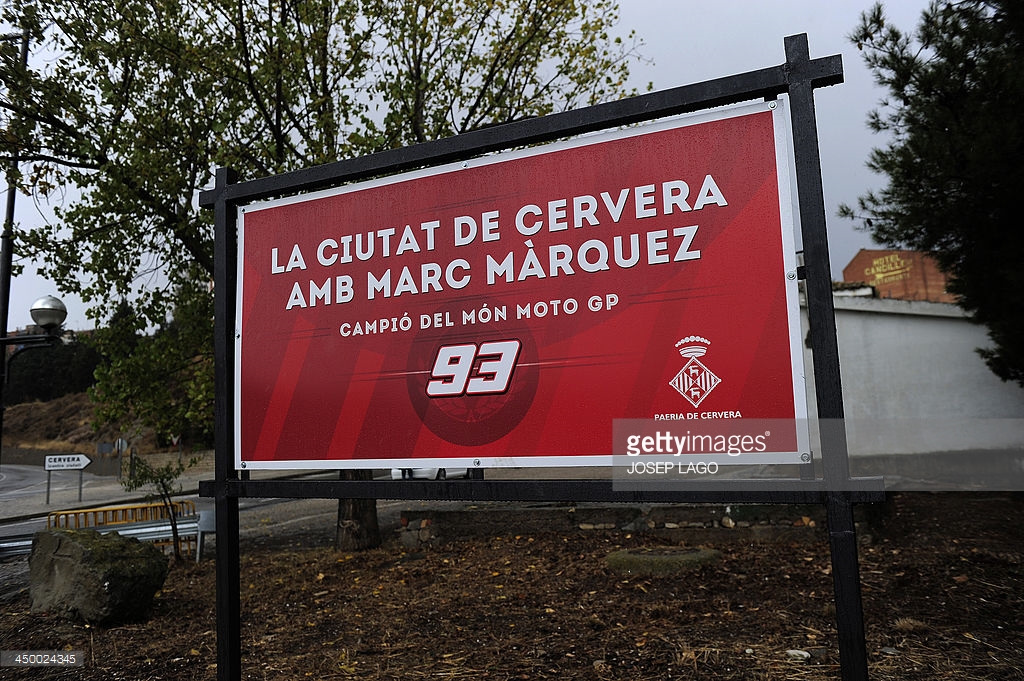 LA CIUTAT DE CERVERA
AMB MARC MÀRQUEZ
CAMPIÓ DEL MÓN MOTO GP
93
PAERIA DE CERVERA
HOTEL
CERVERA
gettyimages®
JOSEP LAGO
450024345